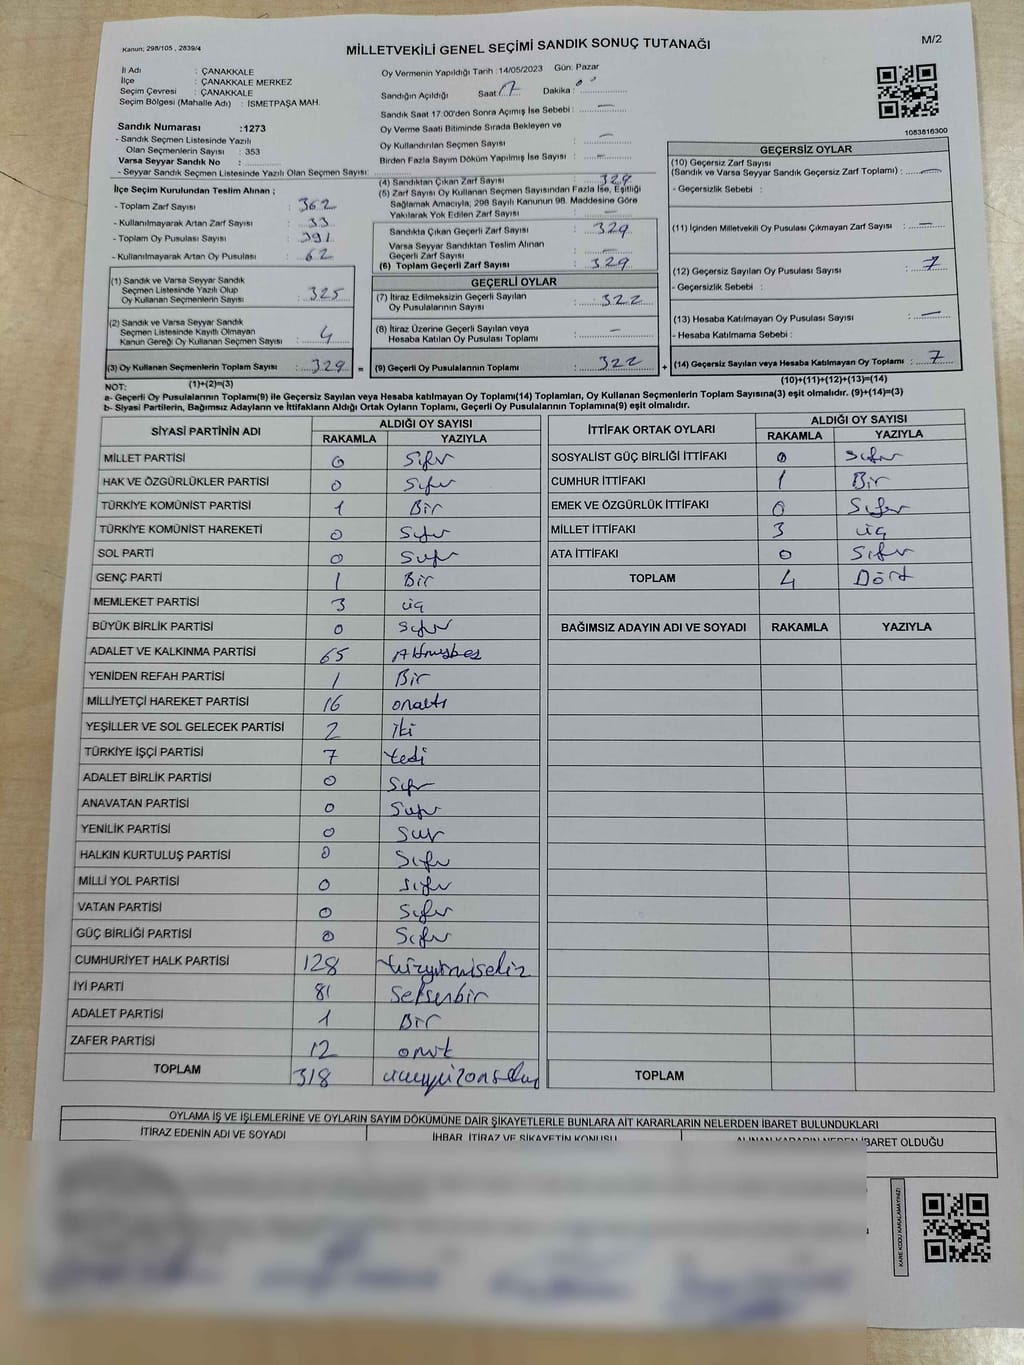 Kanun; 298/105 , 2839/4
MİLLETVEKİLİ GENEL SEÇİMİ SANDIK SONUÇ TUTANAĞI
M/2
İl Adı : ÇANAKKALE
İlçe : ÇANAKKALE MERKEZ
Seçim Çevresi : ÇANAKKALE
Seçim Bölgesi (Mahalle Adı) : İSMETPAŞA MAH.
Sandık Numarası :1273
- Sandık Seçmen Listesinde Yazılı
Olan Seçmenlerin Sayısı : 353
Varsa Seyyar Sandık No :
- Seyyar Sandık Seçmen Listesinde Yazılı Olan Seçmen Sayısı:
İlçe Seçim Kurulundan Teslim Alınan ;
- Toplam Zarf Sayısı : 362
- Kullanılmayarak Artan Zarf Sayısı : 33
- Toplam Oy Pusulası Sayısı : 391
- Kullanılmayarak Artan Oy Pusulası : 62
(1) Sandık ve Varsa Seyyar Sandık
Seçmen Listesinde Yazılı Olup
Oy Kullanan Seçmenlerin Sayısı : 325
(2) Sandık ve Varsa Seyyar Sandık
Seçmen Listesinde Kayıtlı Olmayan
Kanun Gereği Oy Kullanan Seçmen Sayısı : 4
(3) Oy Kullanan Seçmenlerin Toplam Sayısı : 329 =
(1)+(2)=(3)
Oy Vermenin Yapıldığı Tarih :14/05/2023 Gün: Pazar
Sandığın Açıldığı Saat 17 Dakika : 00
Sandık Saat 17:00'den Sonra Açımış İse Sebebi : —
Oy Verme Saati Bitiminde Sırada Bekleyen ve
Oy Kullandırılan Seçmen Sayısı : —
Birden Fazla Sayım Döküm Yapılmış İse Sayısı : —
(4) Sandıktan Çıkan Zarf Sayısı : 329
(5) Zarf Sayısı Oy Kullanan Seçmen Sayısından Fazla İse, Eşitliği
Sağlamak Amacıyla, 298 Sayılı Kanunun 98. Maddesine Göre
Yakılarak Yok Edilen Zarf Sayısı : —
Sandıkta Çıkan Geçerli Zarf Sayısı : 329
Varsa Seyyar Sandıktan Teslim Alınan
Geçerli Zarf Sayısı : —
(6) Toplam Geçerli Zarf Sayısı : 329
GEÇERLİ OYLAR
(7) İtiraz Edilmeksizin Geçerli Sayılan
Oy Pusulalarının Sayısı : 322
(8) İtiraz Üzerine Geçerli Sayılan veya
Hesaba Katılan Oy Pusulası Toplamı : —
(9) Geçerli Oy Pusulalarının Toplamı : 322 +
1083816300
GEÇERSİZ OYLAR
(10) Geçersiz Zarf Sayısı
(Sandık ve Varsa Seyyar Sandık Geçersiz Zarf Toplamı) : —
- Geçersizlik Sebebi :
(11) İçinden Milletvekili Oy Pusulası Çıkmayan Zarf Sayısı : —
(12) Geçersiz Sayılan Oy Pusulası Sayısı : 7
- Geçersizlik Sebebi :
(13) Hesaba Katılmayan Oy Pusulası Sayısı : —
- Hesaba Katılmama Sebebi :
(14) Geçersiz Sayılan veya Hesaba Katılmayan Oy Toplamı : 7
(10)+(11)+(12)+(13)=(14)
NOT:
a- Geçerli Oy Pusulalarının Toplamı(9) ile Geçersiz Sayılan veya Hesaba Katılmayan Oy Toplamı(14) Toplamları, Oy Kullanan Seçmenlerin Toplam Sayısına(3) eşit olmalıdır. (9)+(14)=(3)
b- Siyasi Partilerin, Bağımsız Adayların ve İttifakların Aldığı Ortak Oyların Toplamı, Geçerli Oy Pusulalarının Toplamına(9) eşit olmalıdır.
SİYASİ PARTİNİN ADI ALDIĞI OY SAYISI
RAKAMLA YAZIYLA
MİLLET PARTİSİ 0 Sıfır
HAK VE ÖZGÜRLÜKLER PARTİSİ 0 Sıfır
TÜRKİYE KOMÜNİST PARTİSİ 1 Bir
TÜRKİYE KOMÜNİST HAREKETİ 0 Sıfır
SOL PARTİ 0 Sıfır
GENÇ PARTİ 1 Bir
MEMLEKET PARTİSİ 3 üç
BÜYÜK BİRLİK PARTİSİ 0 Sıfır
ADALET VE KALKINMA PARTİSİ 65 Altmışbeş
YENİDEN REFAH PARTİSİ 1 Bir
MİLLİYETÇİ HAREKET PARTİSİ 16 onaltı
YEŞİLLER VE SOL GELECEK PARTİSİ 2 iki
TÜRKİYE İŞÇİ PARTİSİ 7 yedi
ADALET BİRLİK PARTİSİ 0 Sıfır
ANAVATAN PARTİSİ 0 Sıfır
YENİLİK PARTİSİ 0 Sıfır
HALKIN KURTULUŞ PARTİSİ 0 Sıfır
MİLLİ YOL PARTİSİ 0 Sıfır
VATAN PARTİSİ 0 Sıfır
GÜÇ BİRLİĞİ PARTİSİ 0 Sıfır
CUMHURİYET HALK PARTİSİ 128 yüzyirmisekiz
İYİ PARTİ 81 Seksenbir
ADALET PARTİSİ 1 Bir
ZAFER PARTİSİ 12 oniki
TOPLAM 318 üçyüzonsekiz
İTTİFAK ORTAK OYLARI ALDIĞI OY SAYISI
RAKAMLA YAZIYLA
SOSYALİST GÜÇ BİRLİĞİ İTTİFAKI 0 Sıfır
CUMHUR İTTİFAKI 1 Bir
EMEK VE ÖZGÜRLÜK İTTİFAKI 0 Sıfır
MİLLET İTTİFAKI 3 üç
ATA İTTİFAKI 0 Sıfır
TOPLAM 4 Dört
BAĞIMSIZ ADAYIN ADI VE SOYADI RAKAMLA YAZIYLA
TOPLAM
OYLAMA İŞ VE İŞLEMLERİNE VE OYLARIN SAYIM DÖKÜMÜNE DAİR ŞİKAYETLERLE BUNLARA AİT KARARLARIN NELERDEN İBARET BULUNDUKLARI
İTİRAZ EDENİN ADI VE SOYADI İHBAR, İTİRAZ VE ŞİKAYETİN KONUSU ALINAN KARARIN NEDEN İBARET OLDUĞU
KARE KODU KARALAMAYINIZ!